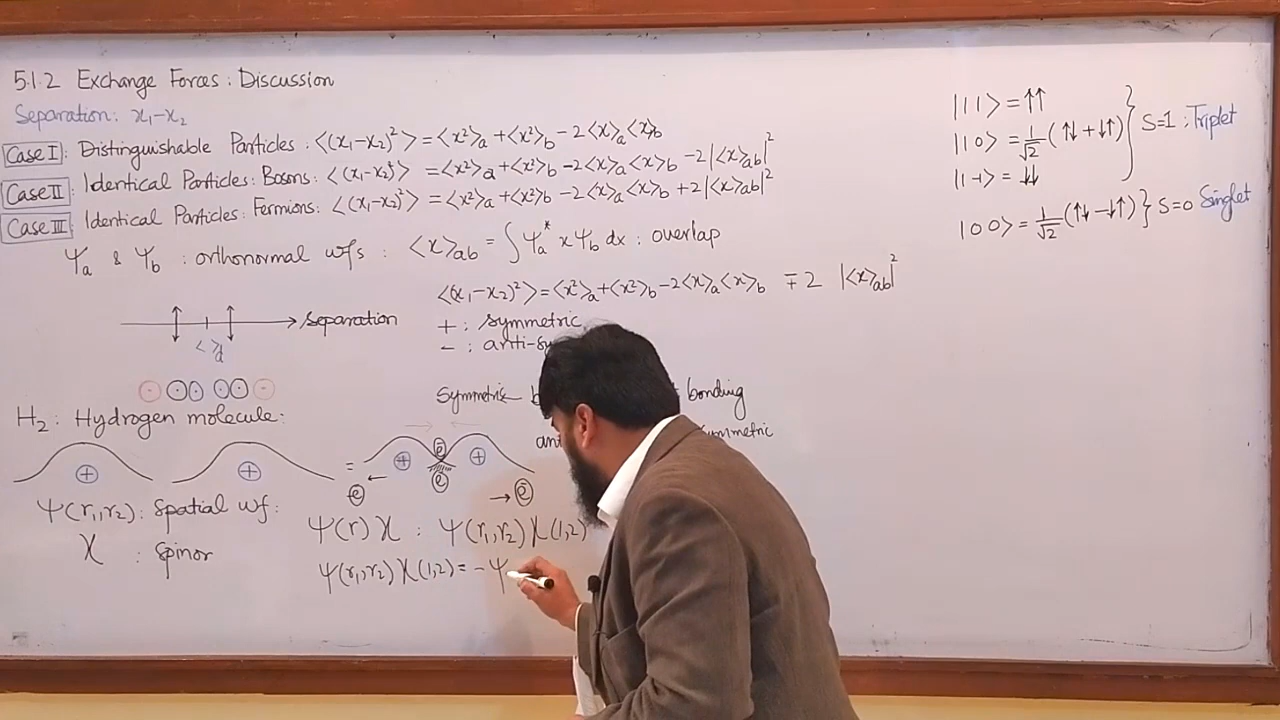 5.1.2 Exchange Forces: Discussion
Separation: x₁-x₂
Case I: Distinguishable Particles: ⟨(x₁-x₂)²⟩ = ⟨x²⟩a + ⟨x²⟩b - 2⟨x⟩a⟨x⟩b
Case II: Identical Particles: Bosons: ⟨(x₁-x₂)²⟩ = ⟨x²⟩a + ⟨x²⟩b - 2⟨x⟩a⟨x⟩b - 2|⟨x⟩ab|²
Case III: Identical Particles: Fermions: ⟨(x₁-x₂)²⟩ = ⟨x²⟩a + ⟨x²⟩b - 2⟨x⟩a⟨x⟩b + 2|⟨x⟩ab|²
Ψa & Ψb : orthonormal wfs : ⟨x⟩ab = ∫Ψa* x Ψb dx : overlap
⟨(x₁-x₂)²⟩ = ⟨x²⟩a + ⟨x²⟩b - 2⟨x⟩a⟨x⟩b ∓ 2 |⟨x⟩ab|²
→ separation
+ : symmetric
- : anti-sy
⟨ ⟩d
Symmetric b
bonding
H₂: Hydrogen molecule:
ant
ymmetric
+ + = + ē + 
ē ← ē → ē
Ψ(r₁,r₂): Spatial wf:
Ψ(r) χ : Ψ(r₁,r₂) χ(1,2)
χ : spinor
Ψ(r₁,r₂) χ(1,2) = -Ψ
|1 1⟩ = ↑↑
|1 0⟩ = 1/√2 (↑↓ + ↓↑) } S=1 : Triplet
|1 -1⟩ = ↓↓
|0 0⟩ = 1/√2 (↑↓ - ↓↑) } S=0 Singlet